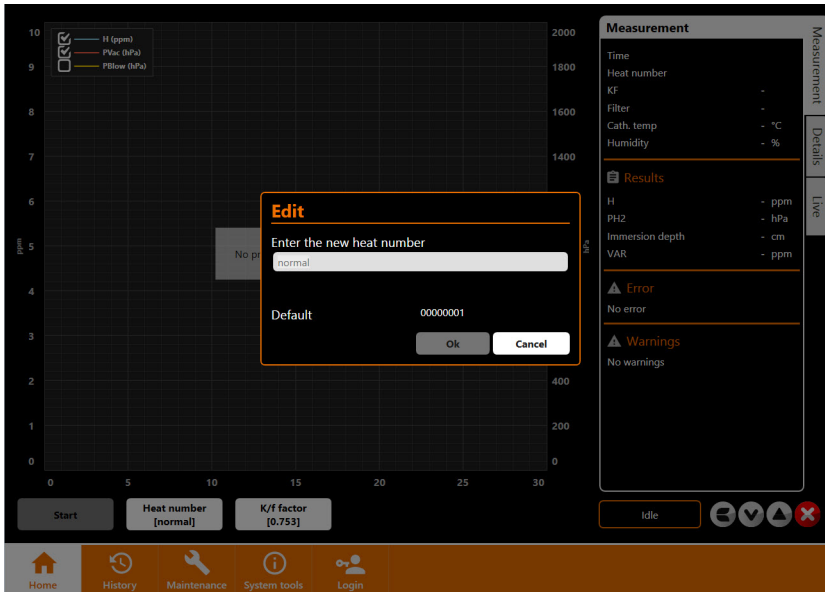 10
9
8
7
6
5
4
3
2
1
0
ppm
H (ppm)
PVac (hPa)
PBlow (hPa)
2000
1800
1600
1400
400
200
0
hPa
0
5
10
15
20
25
30
No pr
Edit
Enter the new heat number
normal
Default 00000001
Ok Cancel
Measurement
Time
Heat number
KF -
Filter -
Cath. temp - °C
Humidity - %
Results
H - ppm
PH2 - hPa
Immersion depth - cm
VAR - ppm
Error
No error
Warnings
No warnings
Measurement
Details
Live
Start
Heat number
[normal]
K/f factor
[0.753]
Idle
Home
History
Maintenance
System tools
Login